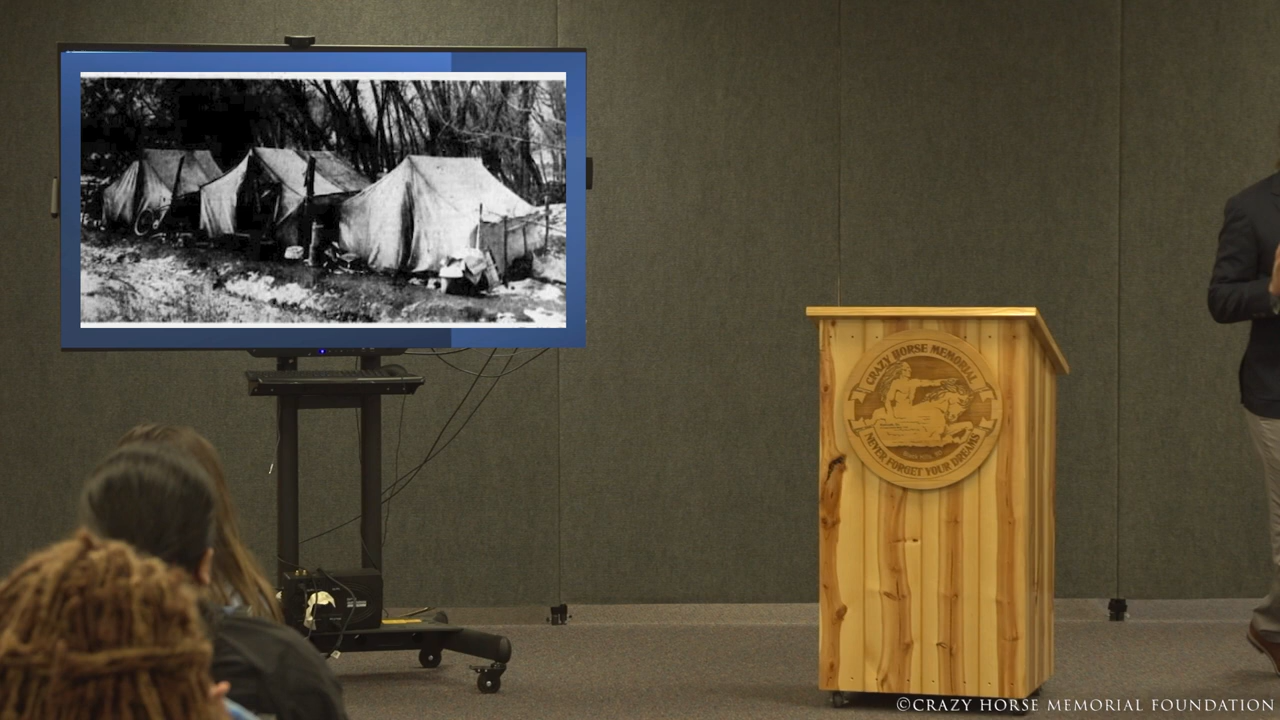 CRAZY HORSE MEMORIAL
NEVER FORGET YOUR DREAMS
©CRAZY HORSE MEMORIAL FOUNDATION